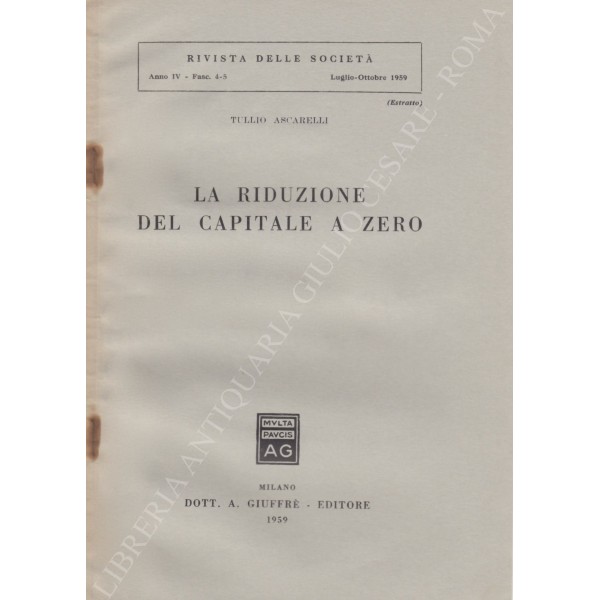 RIVISTA DELLE SOCIETÀ
Anno IV - Fasc. 4-5 Luglio-Ottobre 1959
(Estratto)
TULLIO ASCARELLI
LA RIDUZIONE
DEL CAPITALE A ZERO
MVLTA
PAVCIS
AG
MILANO
DOTT. A. GIUFFRÈ - EDITORE
1959
LIBRERIA ANTIQUARIA GIULIO CESARE - ROMA